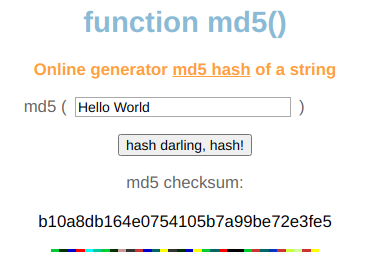 function md5()
Online generator md5 hash of a string
md5 ( Hello World )
hash darling, hash!
md5 checksum:
b10a8db164e0754105b7a99be72e3fe5